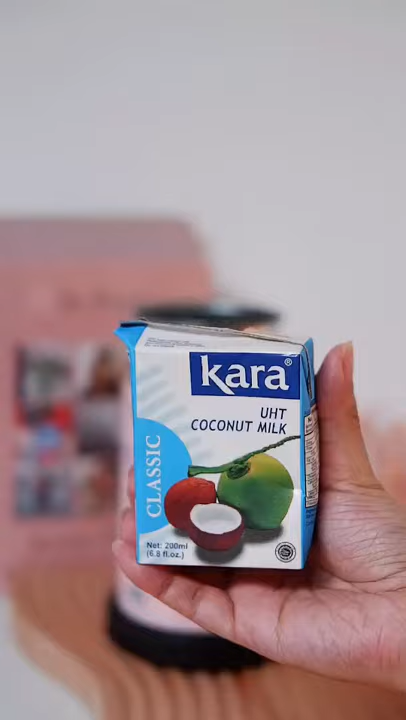 kara®
UHT
COCONUT MILK
CLASSIC
Net: 200ml
(6.8 fl.oz.)